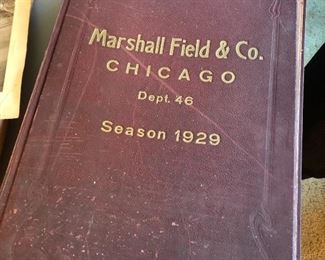 Marshall Field & Co.
CHICAGO
Dept. 46
Season 1929